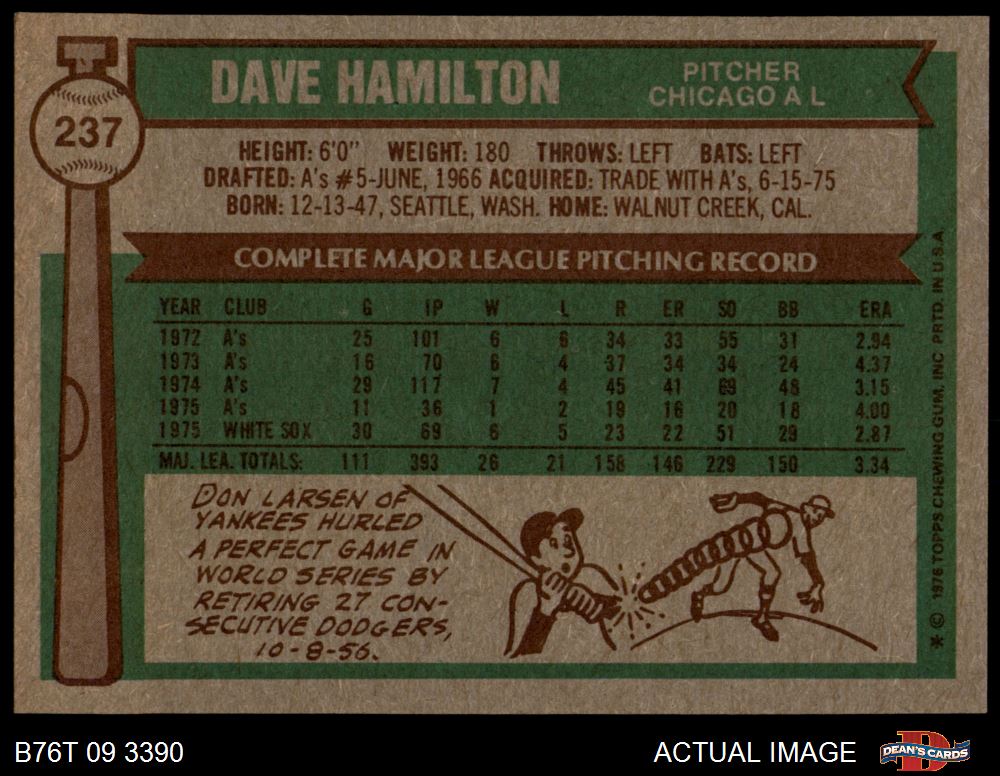 237
DAVE HAMILTON
PITCHER
CHICAGO A L
HEIGHT: 6'0" WEIGHT: 180 THROWS: LEFT BATS: LEFT
DRAFTED: A's #5-JUNE, 1966 ACQUIRED: TRADE WITH A's, 6-15-75
BORN: 12-13-47, SEATTLE, WASH. HOME: WALNUT CREEK, CAL.
COMPLETE MAJOR LEAGUE PITCHING RECORD
YEAR CLUB G IP W L R ER SO BB ERA
1972 A's 25 101 6 6 34 33 55 31 2.94
1973 A's 16 70 6 4 37 34 34 24 4.37
1974 A's 29 117 7 4 45 41 69 48 3.15
1975 A's 11 36 1 2 19 16 20 18 4.00
1975 WHITE SOX 30 69 6 5 23 22 51 29 2.87
MAJ. LEA. TOTALS: 111 393 26 21 158 146 229 150 3.34
DON LARSEN OF
YANKEES HURLED
A PERFECT GAME IN
WORLD SERIES BY
RETIRING 27 CON-
SECUTIVE DODGERS,
10-8-56.
* © 1976 TOPPS CHEWING GUM, INC PRTD. IN U.S.A.
B76T 09 3390
ACTUAL IMAGE
DEAN'S CARDS